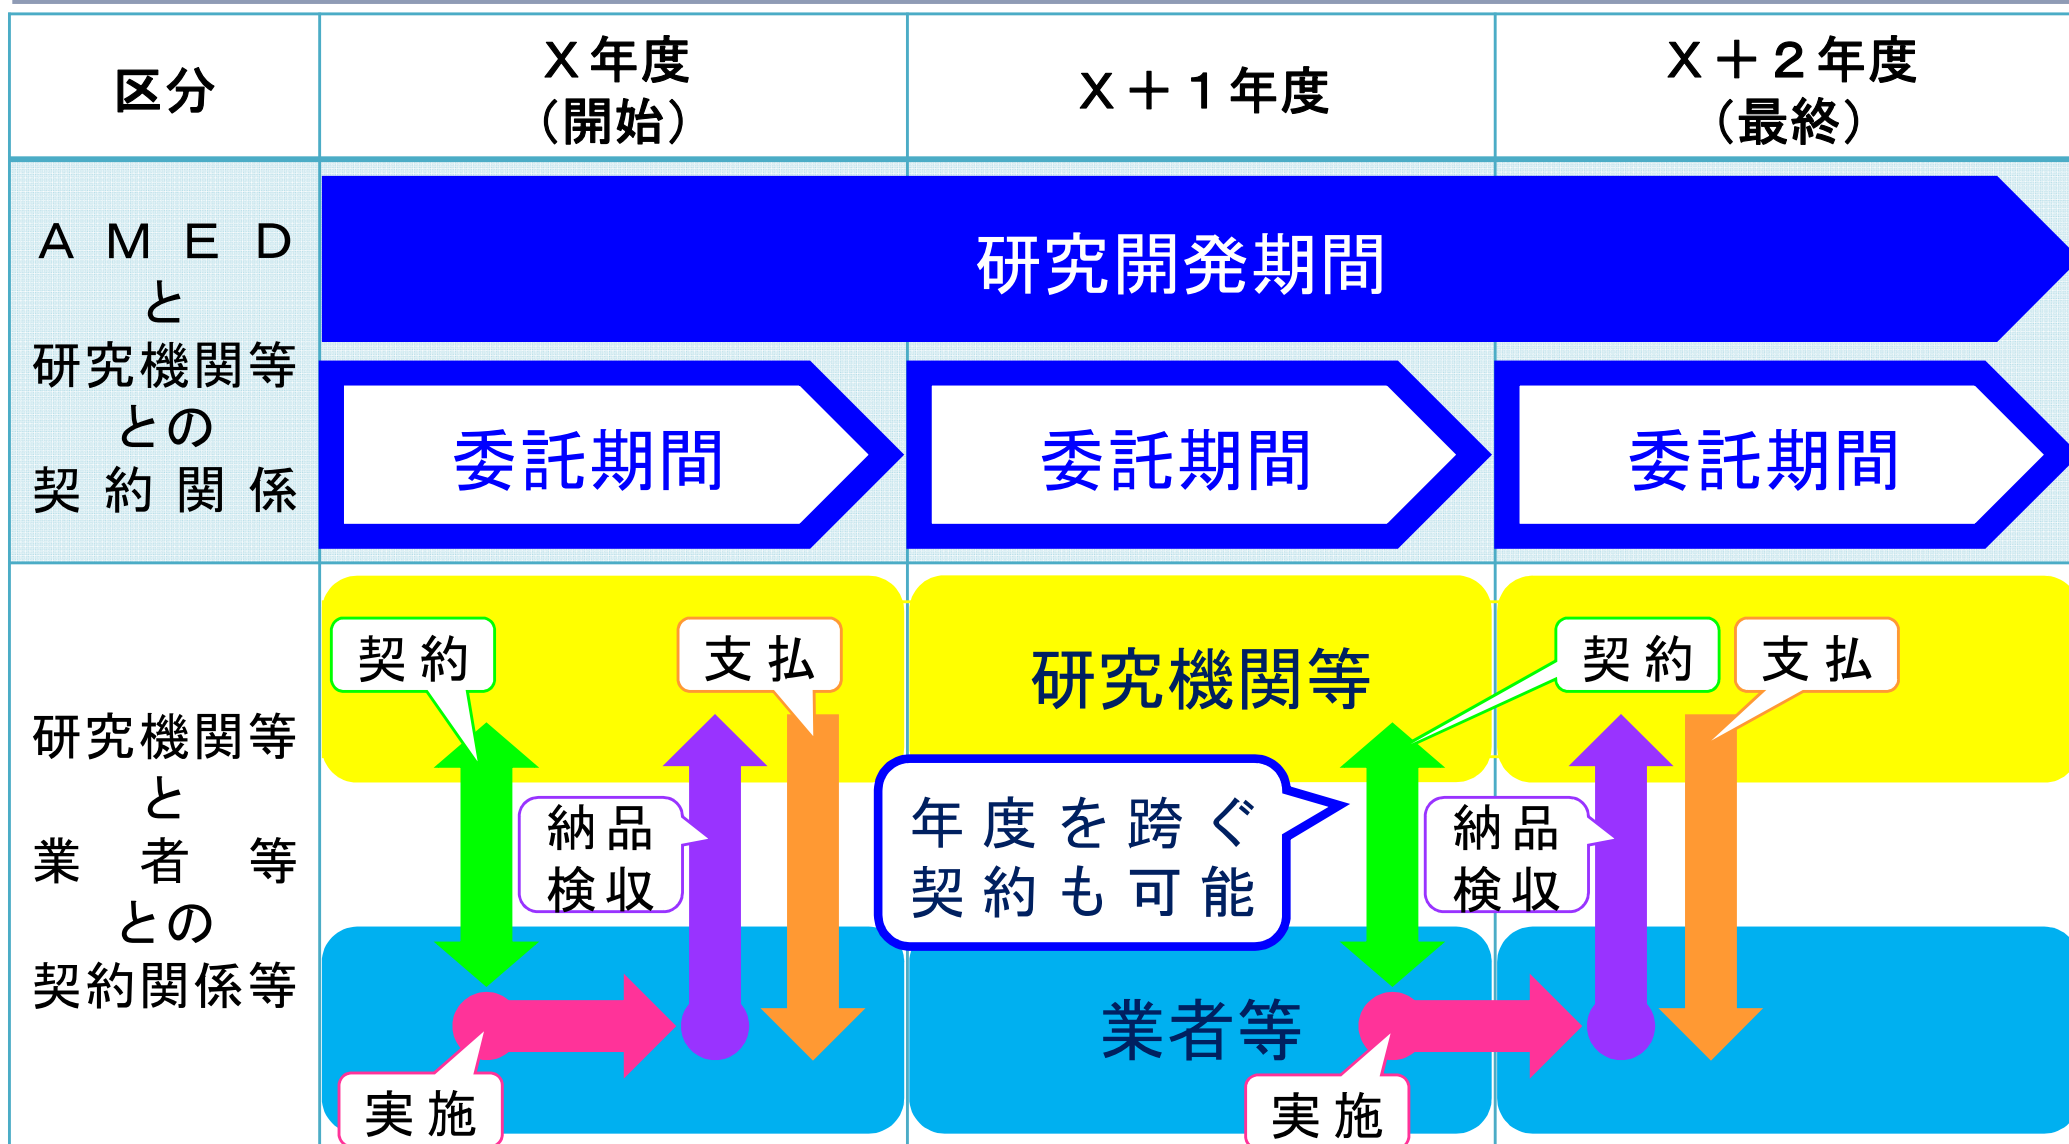 区分
X年度
（開始）
X＋1年度
X＋2年度
（最終）
AMED
と
研究機関等
との
契約関係
研究開発期間
委託期間
委託期間
委託期間
研究機関等
と
業者等
との
契約関係等
契約
支払
研究機関等
契約
支払
納品
検収
年度を跨ぐ
契約も可能
納品
検収
業者等
実施
実施